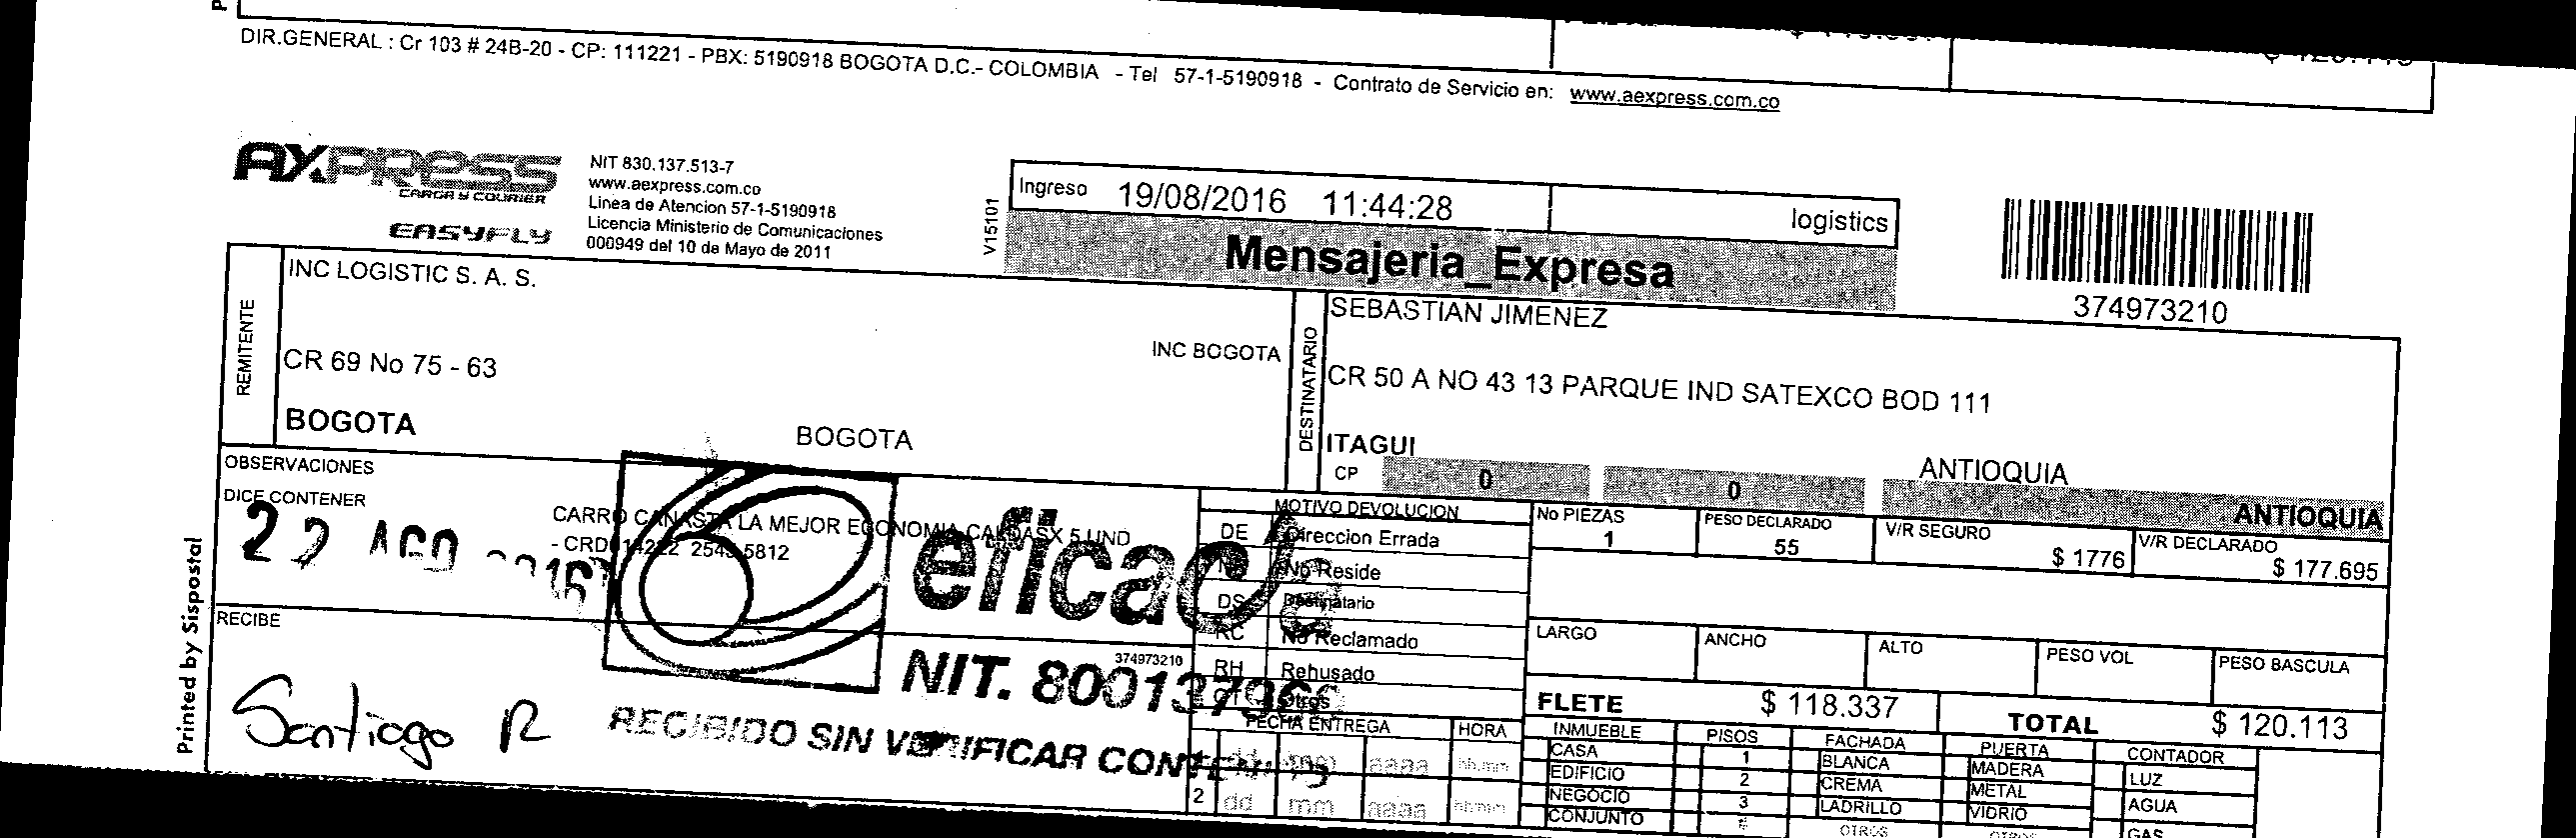 DIR.GENERAL : Cr 103 # 24B-20 - CP: 111221 - PBX: 5190918 BOGOTA D.C.- COLOMBIA - Tel 57-1-5190918 - Contrato de Servicio en: www.aexpress.com.co
AXPRESS
CARGA Y COURIER
EASYFLY
NIT 830.137.513-7
www.aexpress.com.co
Linea de Atencion 57-1-5190918
Licencia Ministerio de Comunicaciones
000949 del 10 de Mayo de 2011
V15101
Ingreso 19/08/2016 11:44:28 logistics
Mensajeria_Expresa
374973210
REMITENTE
INC LOGISTIC S. A. S.
INC BOGOTA
CR 69 No 75 - 63
BOGOTA BOGOTA
DESTINATARIO
SEBASTIAN JIMENEZ
CR 50 A NO 43 13 PARQUE IND SATEXCO BOD 111
ITAGUI ANTIOQUIA
CP 0 0 ANTIOQUIA
OBSERVACIONES
DICE CONTENER
CARRO CANASTA LA MEJOR ECONOMIA CALDASX 5 UND
5812
AGO
eficacia
NIT. 800137960
RECIBIDO SIN VERIFICAR CONTENIDO
RECIBE
Santiago R
374973210
Printed by Sispostal
MOTIVO DEVOLUCION
DE Direccion Errada
No Reside
DS Destinatario
RC No Reclamado
RH Rehusado
OT Otros
FECHA ENTREGA HORA
dd mm aaaa hh:mm
2 dd mm aaaa hh:mm
No PIEZAS 1
PESO DECLARADO 55
V/R SEGURO $ 1776
V/R DECLARADO $ 177.695
LARGO ANCHO ALTO PESO VOL PESO BASCULA
FLETE $ 118.337 TOTAL $ 120.113
INMUEBLE PISOS FACHADA PUERTA CONTADOR
CASA 1 BLANCA MADERA LUZ
EDIFICIO 2 CREMA METAL AGUA
NEGOCIO 3 LADRILLO VIDRIO GAS
CONJUNTO OTROS OTROS